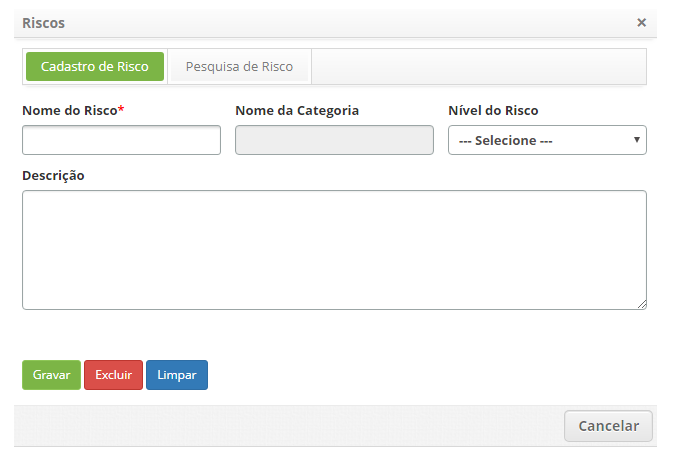 Riscos ×
Cadastro de Risco Pesquisa de Risco
Nome do Risco* Nome da Categoria Nível do Risco
--- Selecione ---
Descrição
Gravar Excluir Limpar
Cancelar